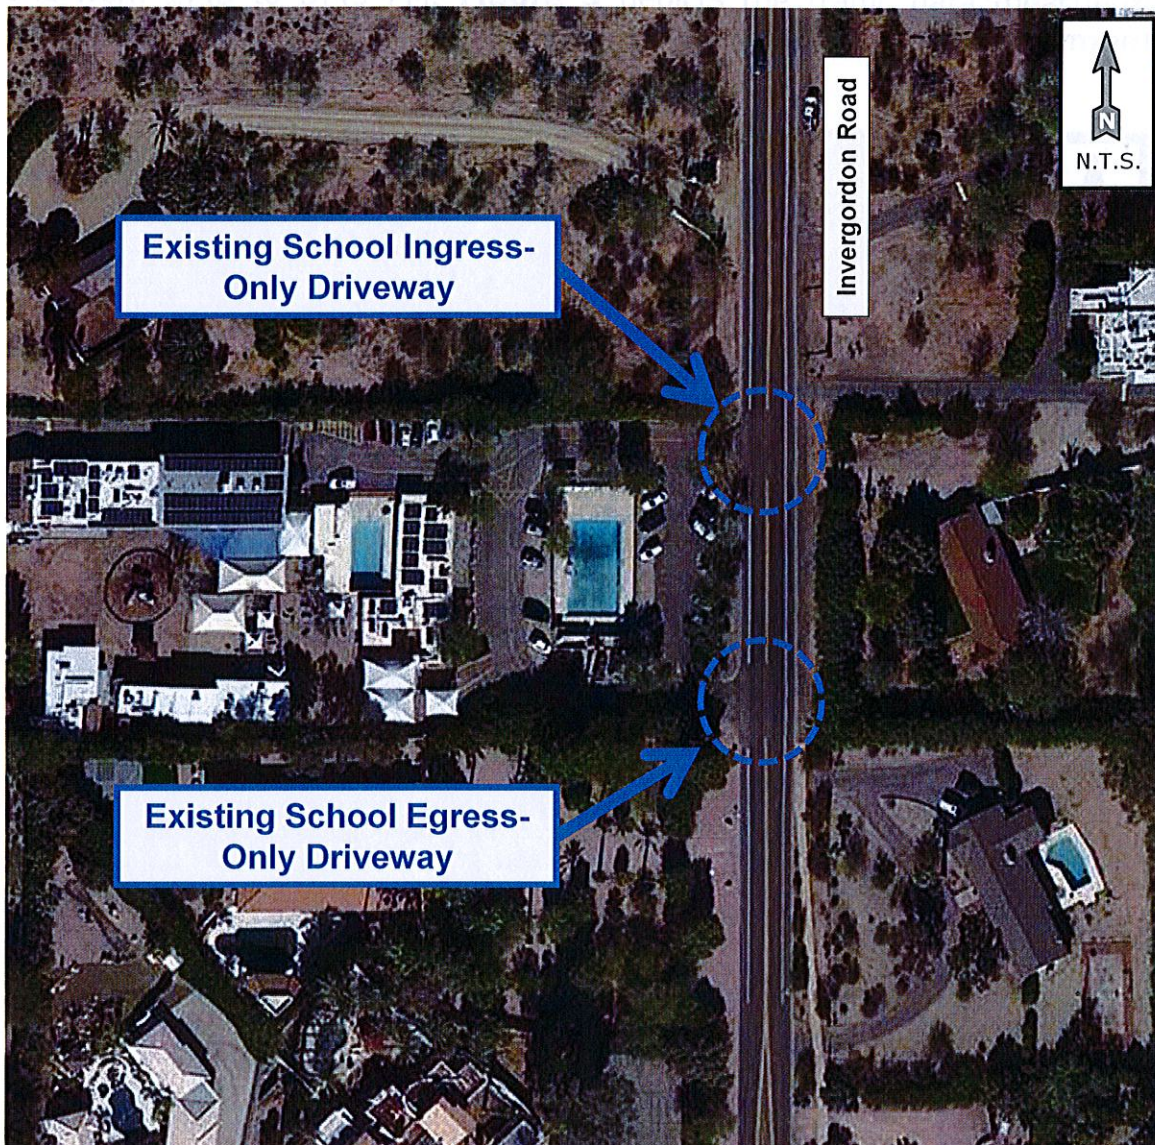 Existing School Ingress-
Only Driveway
Invergordon Road
N
N.T.S.
Existing School Egress-
Only Driveway